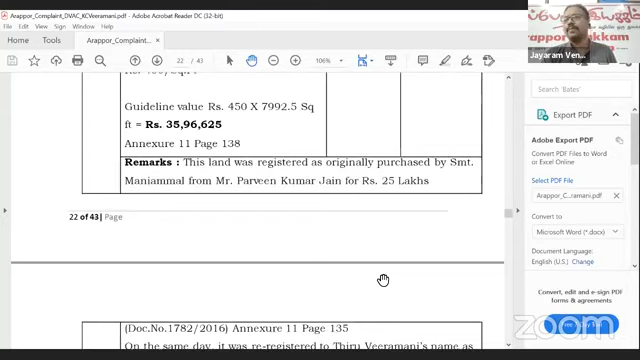 Arappor_Complaint_DVAC_KCVeeramani.pdf - Adobe Acrobat Reader DC (32-bit)
File Edit View Sign Window Help
Home Tools Arappor_Complaint_... ×
22 / 43 106%
Guideline value Rs. 450 X 7992.5 Sq
ft = Rs. 35,96,625
Annexure 11 Page 138
Remarks : This land was registered as originally purchased by Smt.
Maniammal from Mr. Parveen Kumar Jain for Rs. 25 Lakhs
22 of 43| Page
(Doc.No.1782/2016) Annexure 11 Page 135
On the same day, it was re-registered to Thiru Veeramani's name as
Jayaram Ven...
Search 'Bates'
Export PDF
Adobe Export PDF
Convert PDF Files to Word
or Excel Online
Select PDF File
Arappor_C...ramani.pdf ×
Convert to
Microsoft Word (*.docx)
Document Language:
English (U.S.) Change
Convert, edit and e-sign PDF
forms & agreements
Free 7-Day Trial
zoom